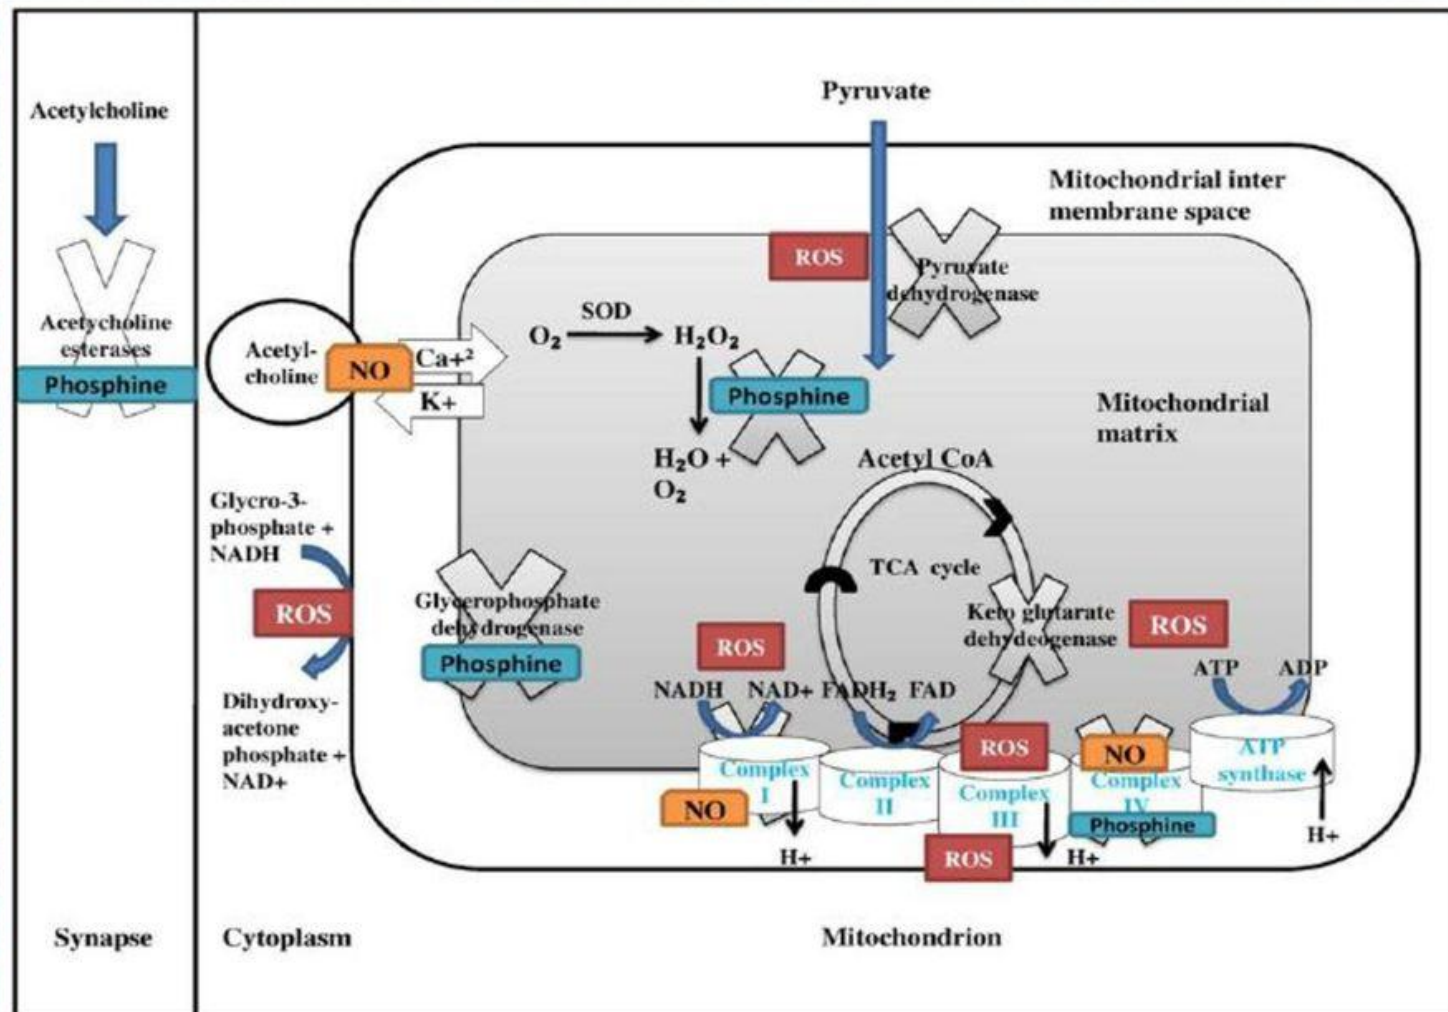 Acetylcholine
Acetycholine
esterases
Phosphine
Synapse
Pyruvate
Mitochondrial inter
membrane space
ROS
Pyruvate
dehydrogenase
O₂
SOD
H₂O₂
Acetyl-
choline
NO
Ca+²
K+
Phosphine
Mitochondrial
matrix
H₂O +
O₂
Acetyl CoA
Glycro-3-
phosphate +
NADH
ROS
Dihydroxy-
acetone
phosphate +
NAD+
Glycerophosphate
dehydrogenase
Phosphine
TCA cycle
Keto glutarate
dehydeogenase
ROS
ROS
NADH NAD+ FADH₂ FAD
ATP ADP
Complex
I
NO
H+
Complex
II
ROS
Complex
III
ROS
H+
NO
Complex
IV
Phosphine
ATP
synthase
H+
Cytoplasm
Mitochondrion